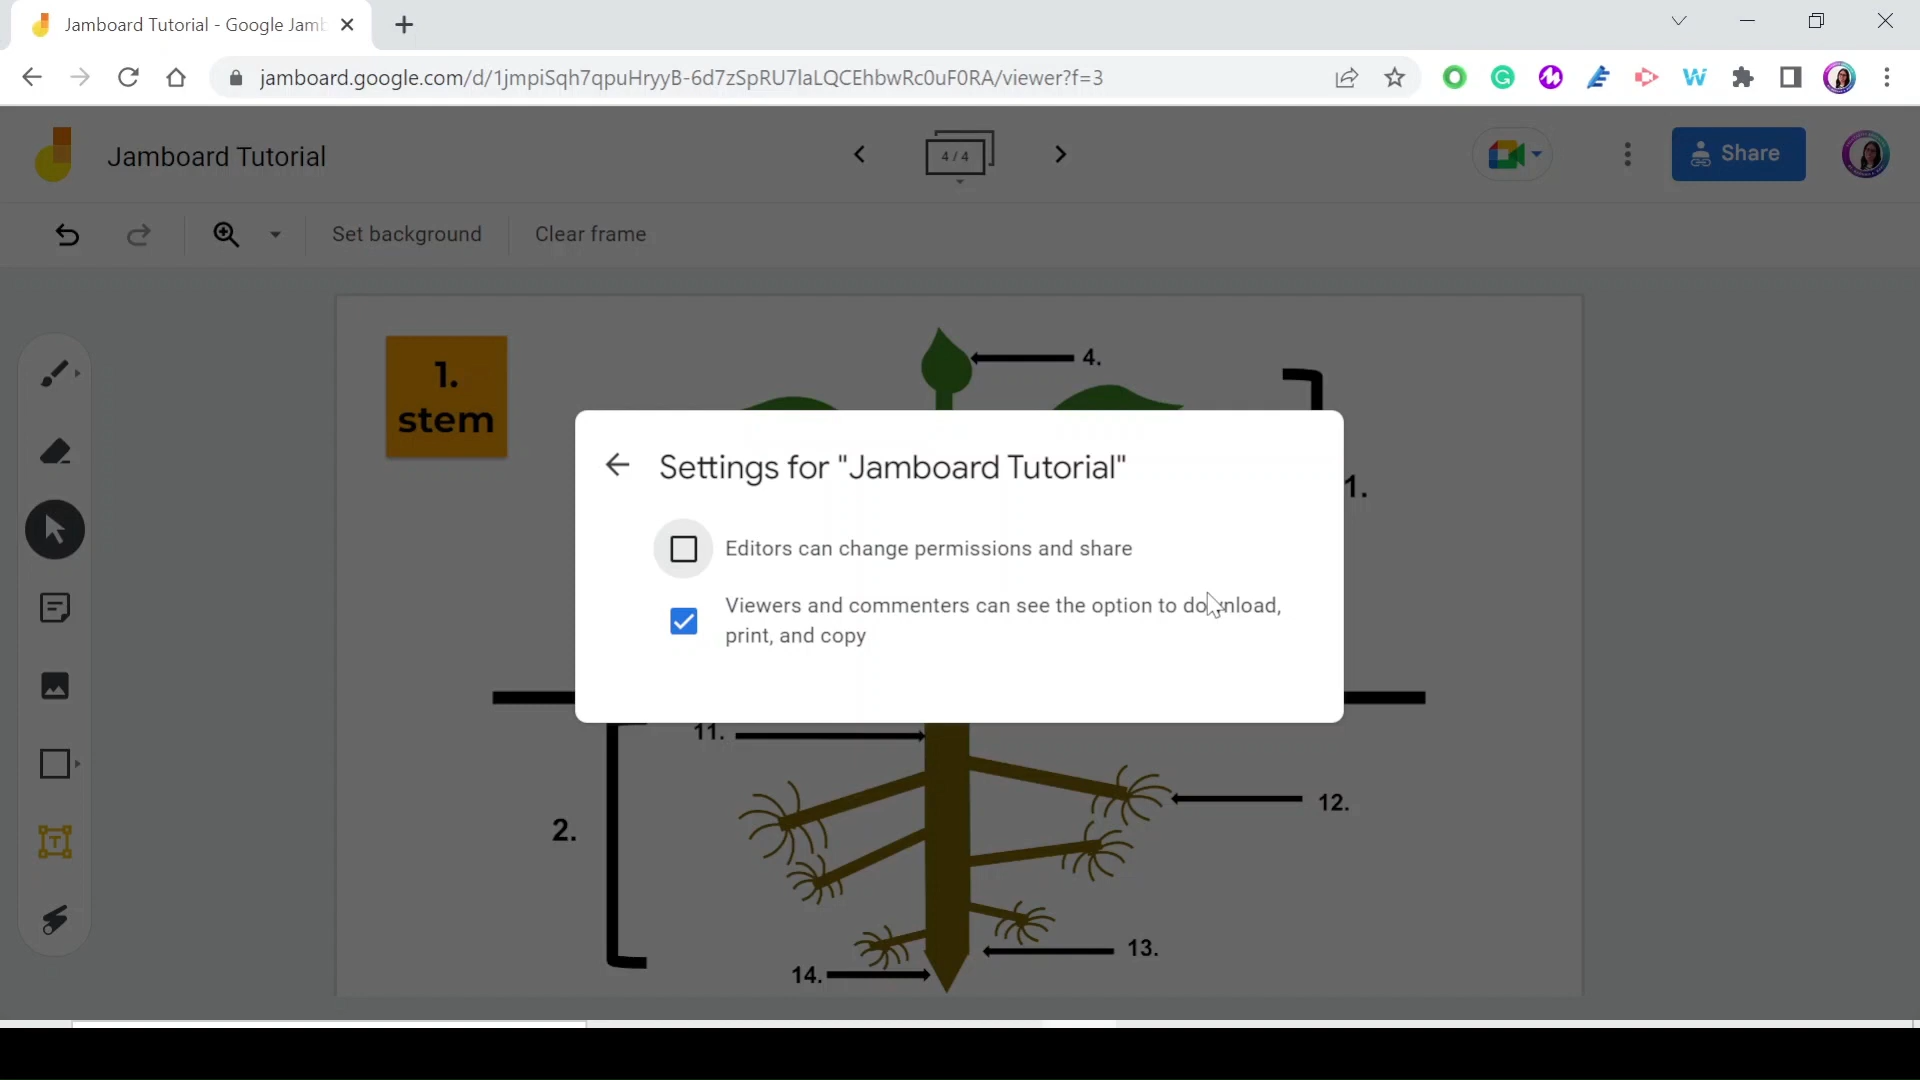 Jamboard Tutorial - Google Jamb
jamboard.google.com/d/1jmpiSqh7qpuHryyB-6d7zSpRU7laLQCEhbwRc0uF0RA/viewer?f=3
Jamboard Tutorial
4 / 4
Share
Set background
Clear frame
1.
stem
4.
Settings for "Jamboard Tutorial"
1.
Editors can change permissions and share
Viewers and commenters can see the option to download,
print, and copy
11.
12.
2.
13.
14.